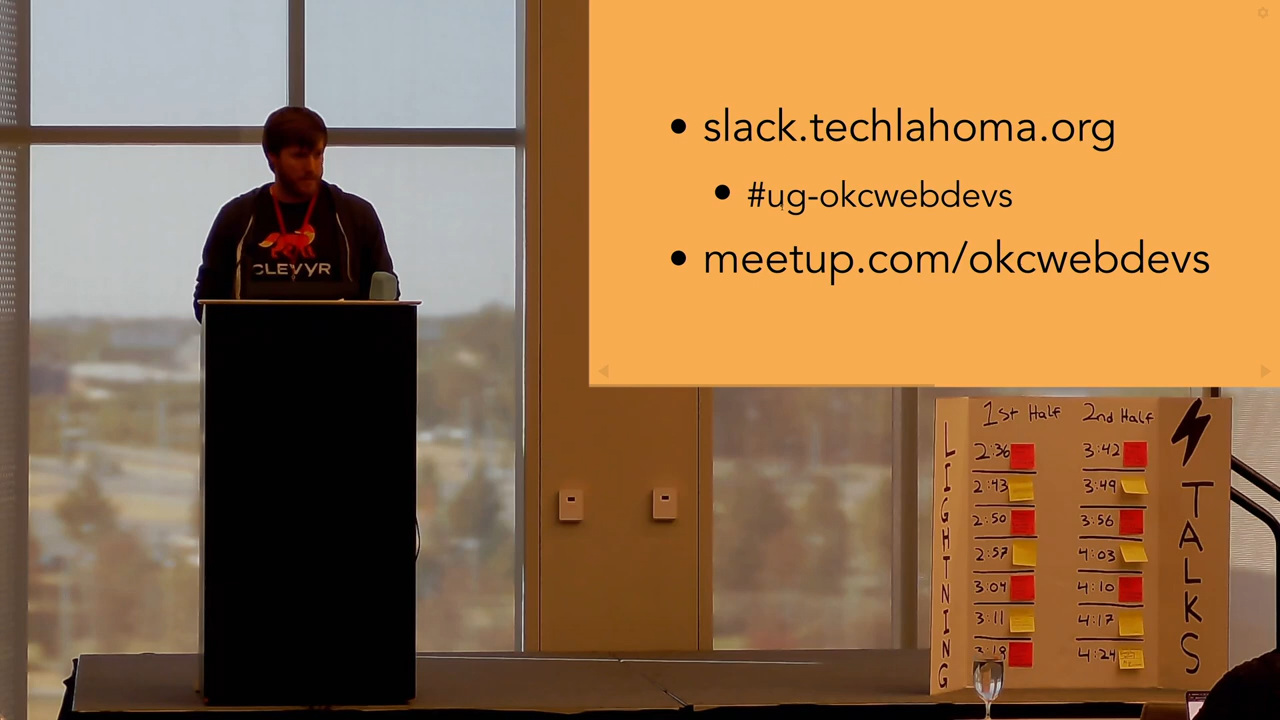 slack.techlahoma.org
#ug-okcwebdevs
meetup.com/okcwebdevs
CLEVYR
LIGHTNING
1st Half
2:36
2:43
2:50
2:57
3:04
3:11
3:19
2nd Half
3:42
3:49
3:56
4:03
4:10
4:17
4:24
TALKS